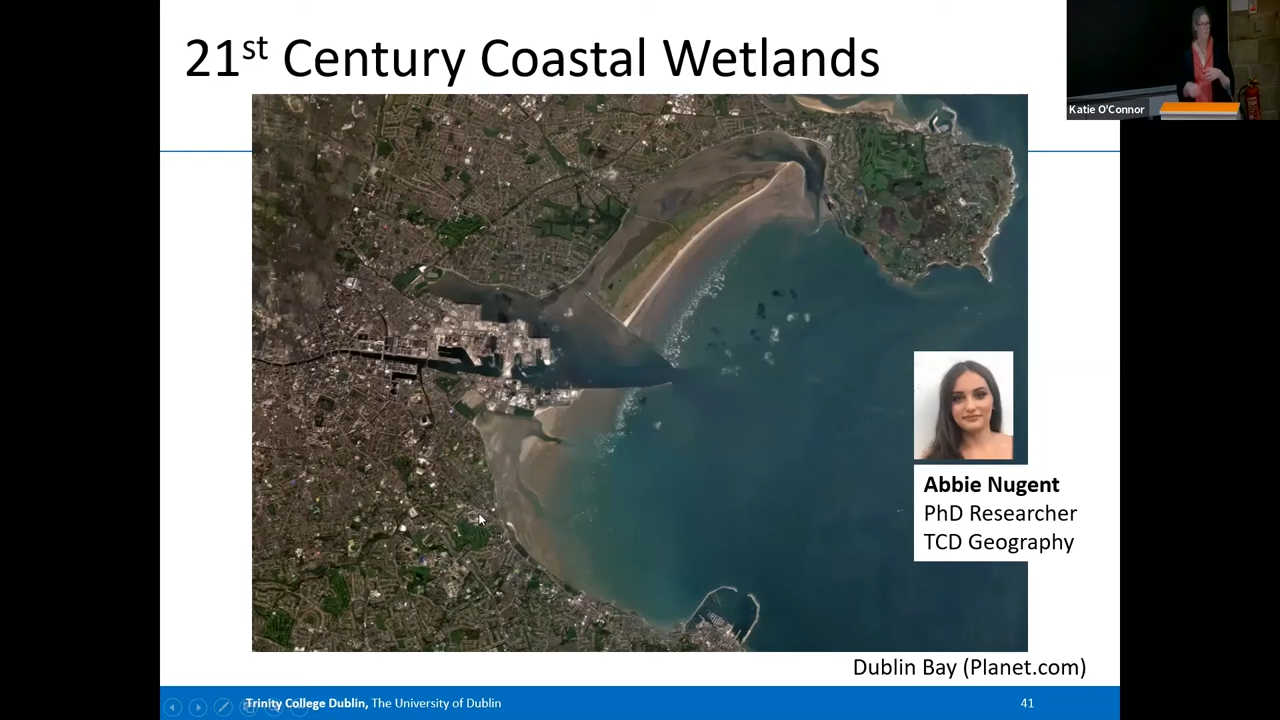 21st Century Coastal Wetlands
Katie O'Connor
Abbie Nugent
PhD Researcher
TCD Geography
Dublin Bay (Planet.com)
Trinity College Dublin, The University of Dublin
41